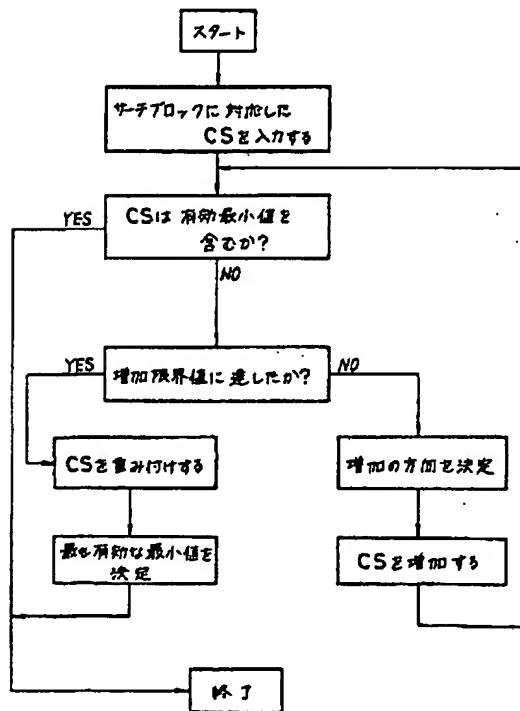 スタート
サーチブロックに対応した
CSを入力する
YES
CSは有効最小値を
含むか?
NO
YES
増加限界値に達したか?
NO
CSを重み付けする
増加の方向を決定
最も有効な最小値を
決定
CSを増加する
終了